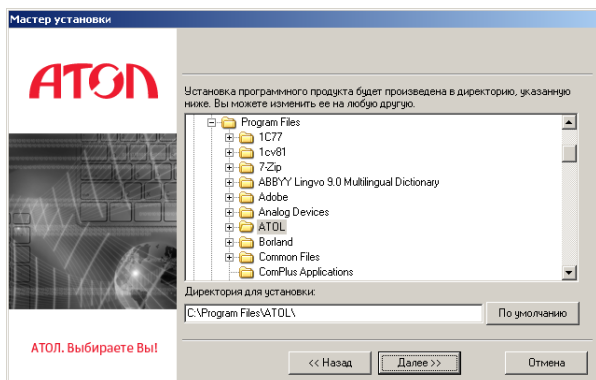 Мастер установки
АТОЛ
Установка программного продукта будет произведена в директорию, указанную
ниже. Вы можете изменить ее на любую другую.
Program Files
1C77
1cv81
7-Zip
ABBYY Lingvo 9.0 Multilingual Dictionary
Adobe
Analog Devices
ATOL
Borland
Common Files
ComPlus Applications
Директория для установки:
C:\Program Files\ATOL\
По умолчанию
АТОЛ. Выбираете Вы!
<< Назад
Далее >>
Отмена